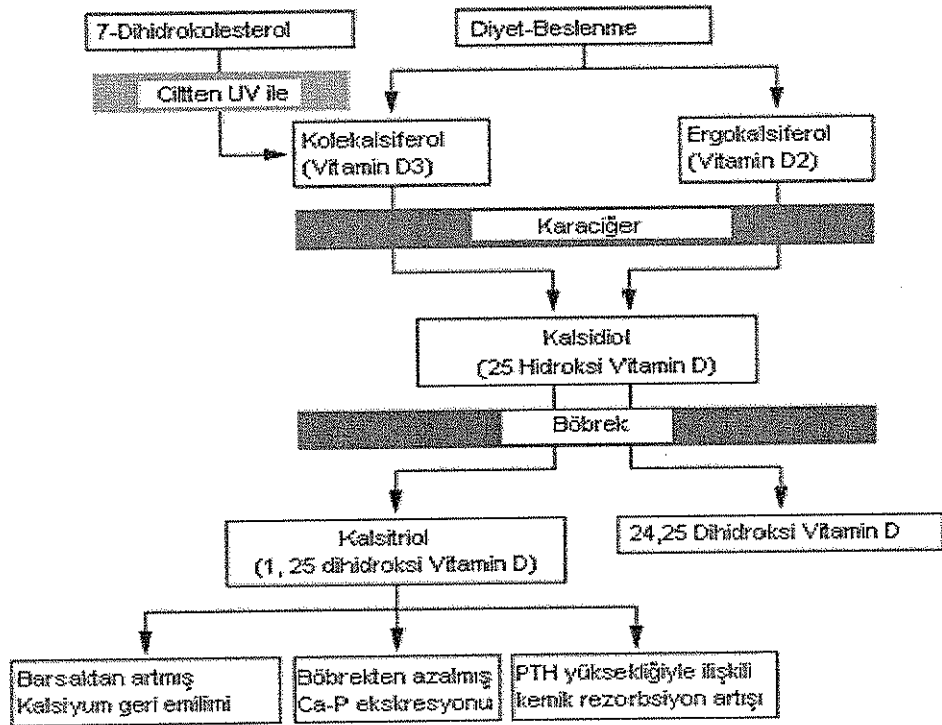 7-Dihidrokolesterol
Diyet-Beslenme
Ciltten UV ile
Kolekalsiferol
(Vitamin D3)
Ergokalsiferol
(Vitamin D2)
Karaciğer
Kalsidiol
(25 Hidroksi Vitamin D)
Böbrek
Kalsitriol
(1, 25 dihidroksi Vitamin D)
24,25 Dihidroksi Vitamin D
Barsaktan artmış
Kalsiyum geri emilimi
Böbrekten azalmış
Ca-P ekskresyonu
PTH yüksekliğiyle ilişkili
kemik rezorbsiyon artışı